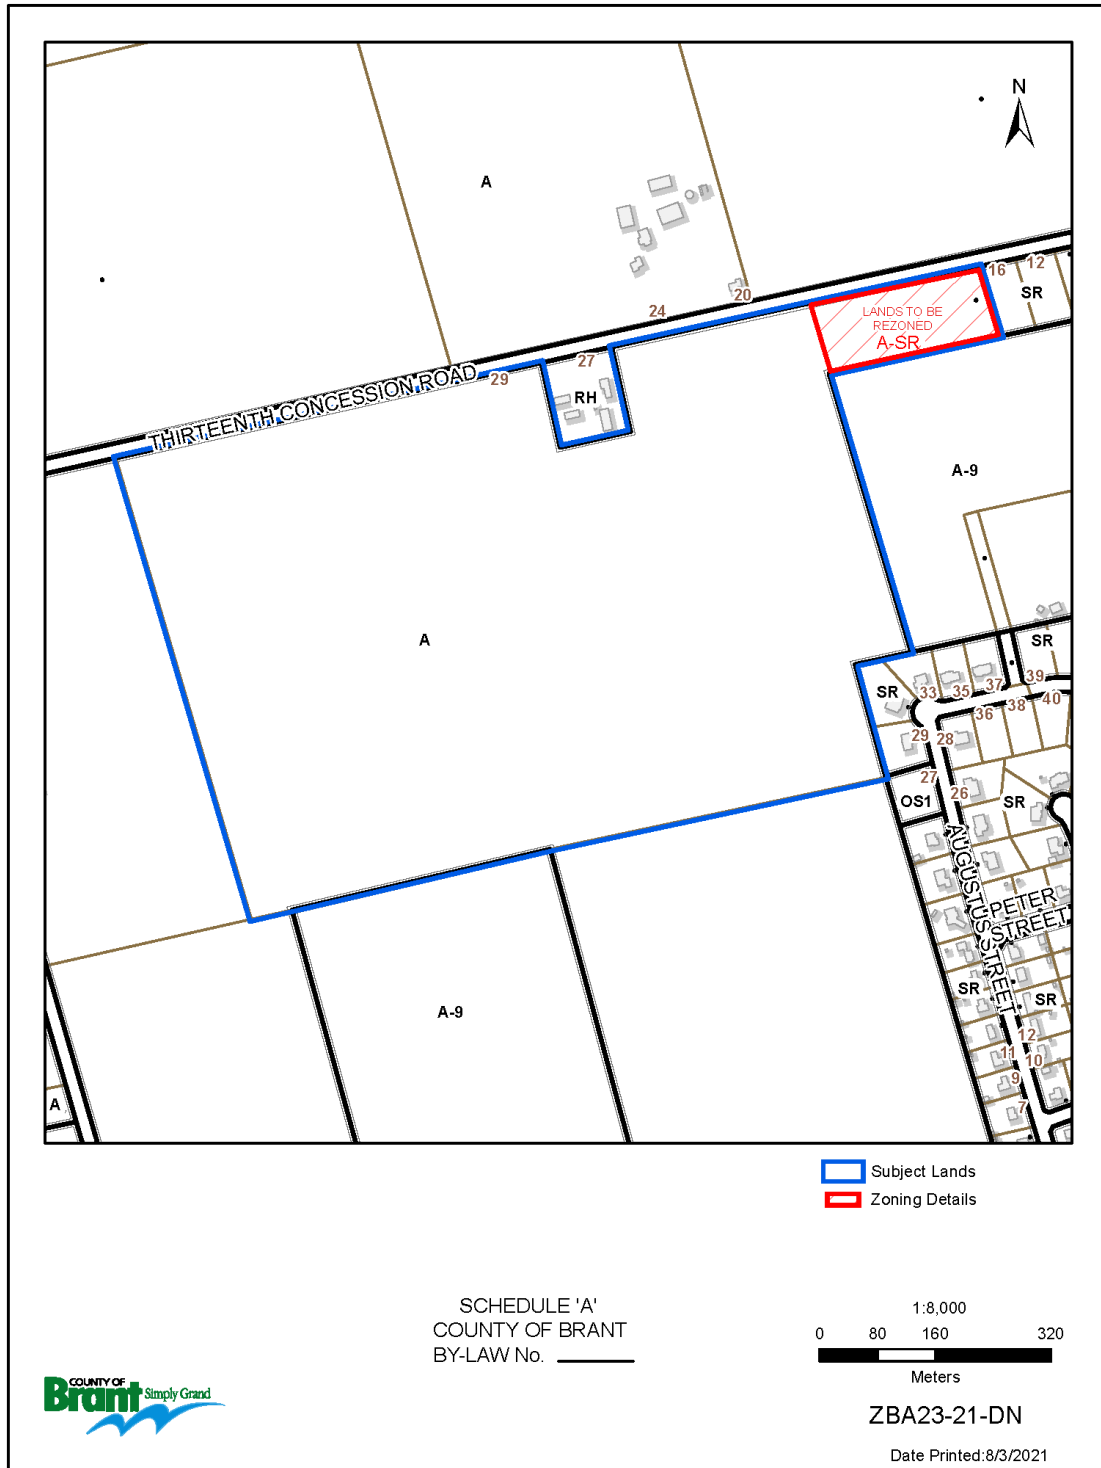 N
A
16
12
SR
LANDS TO BE
REZONED
A-SR
20
24
27
29
THIRTEENTH CONCESSION ROAD
RH
A-9
A
SR
SR
33
35
37
39
40
36
38
29
28
27
26
OS1
SR
AUGUSTUS STREET
PETER
STREET
SR
SR
A-9
12
11
10
9
7
A
Subject Lands
Zoning Details
SCHEDULE 'A'
COUNTY OF BRANT
BY-LAW No.
1:8,000
0 80 160 320
Meters
COUNTY OF
Brant Simply Grand
ZBA23-21-DN
Date Printed:8/3/2021